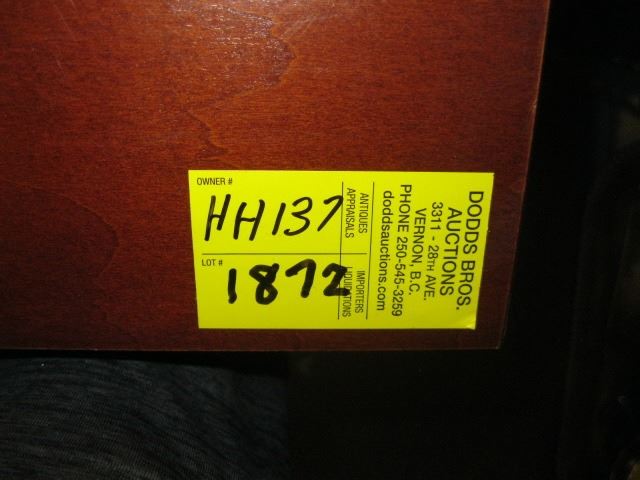 OWNER #
HH137
LOT #
1872
ANTIQUES
APPRAISALS
IMPORTERS
LIQUIDATIONS
DODDS BROS.
AUCTIONS
3311 - 28TH AVE.
VERNON, B.C.
PHONE 250-545-3259
doddsauctions.com